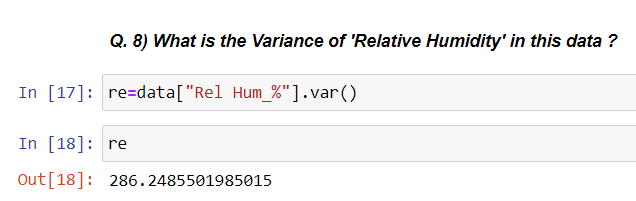 Q. 8) What is the Variance of 'Relative Humidity' in this data ?
In [17]: re=data["Rel Hum_%"].var()
In [18]: re
Out[18]: 286.2485501985015